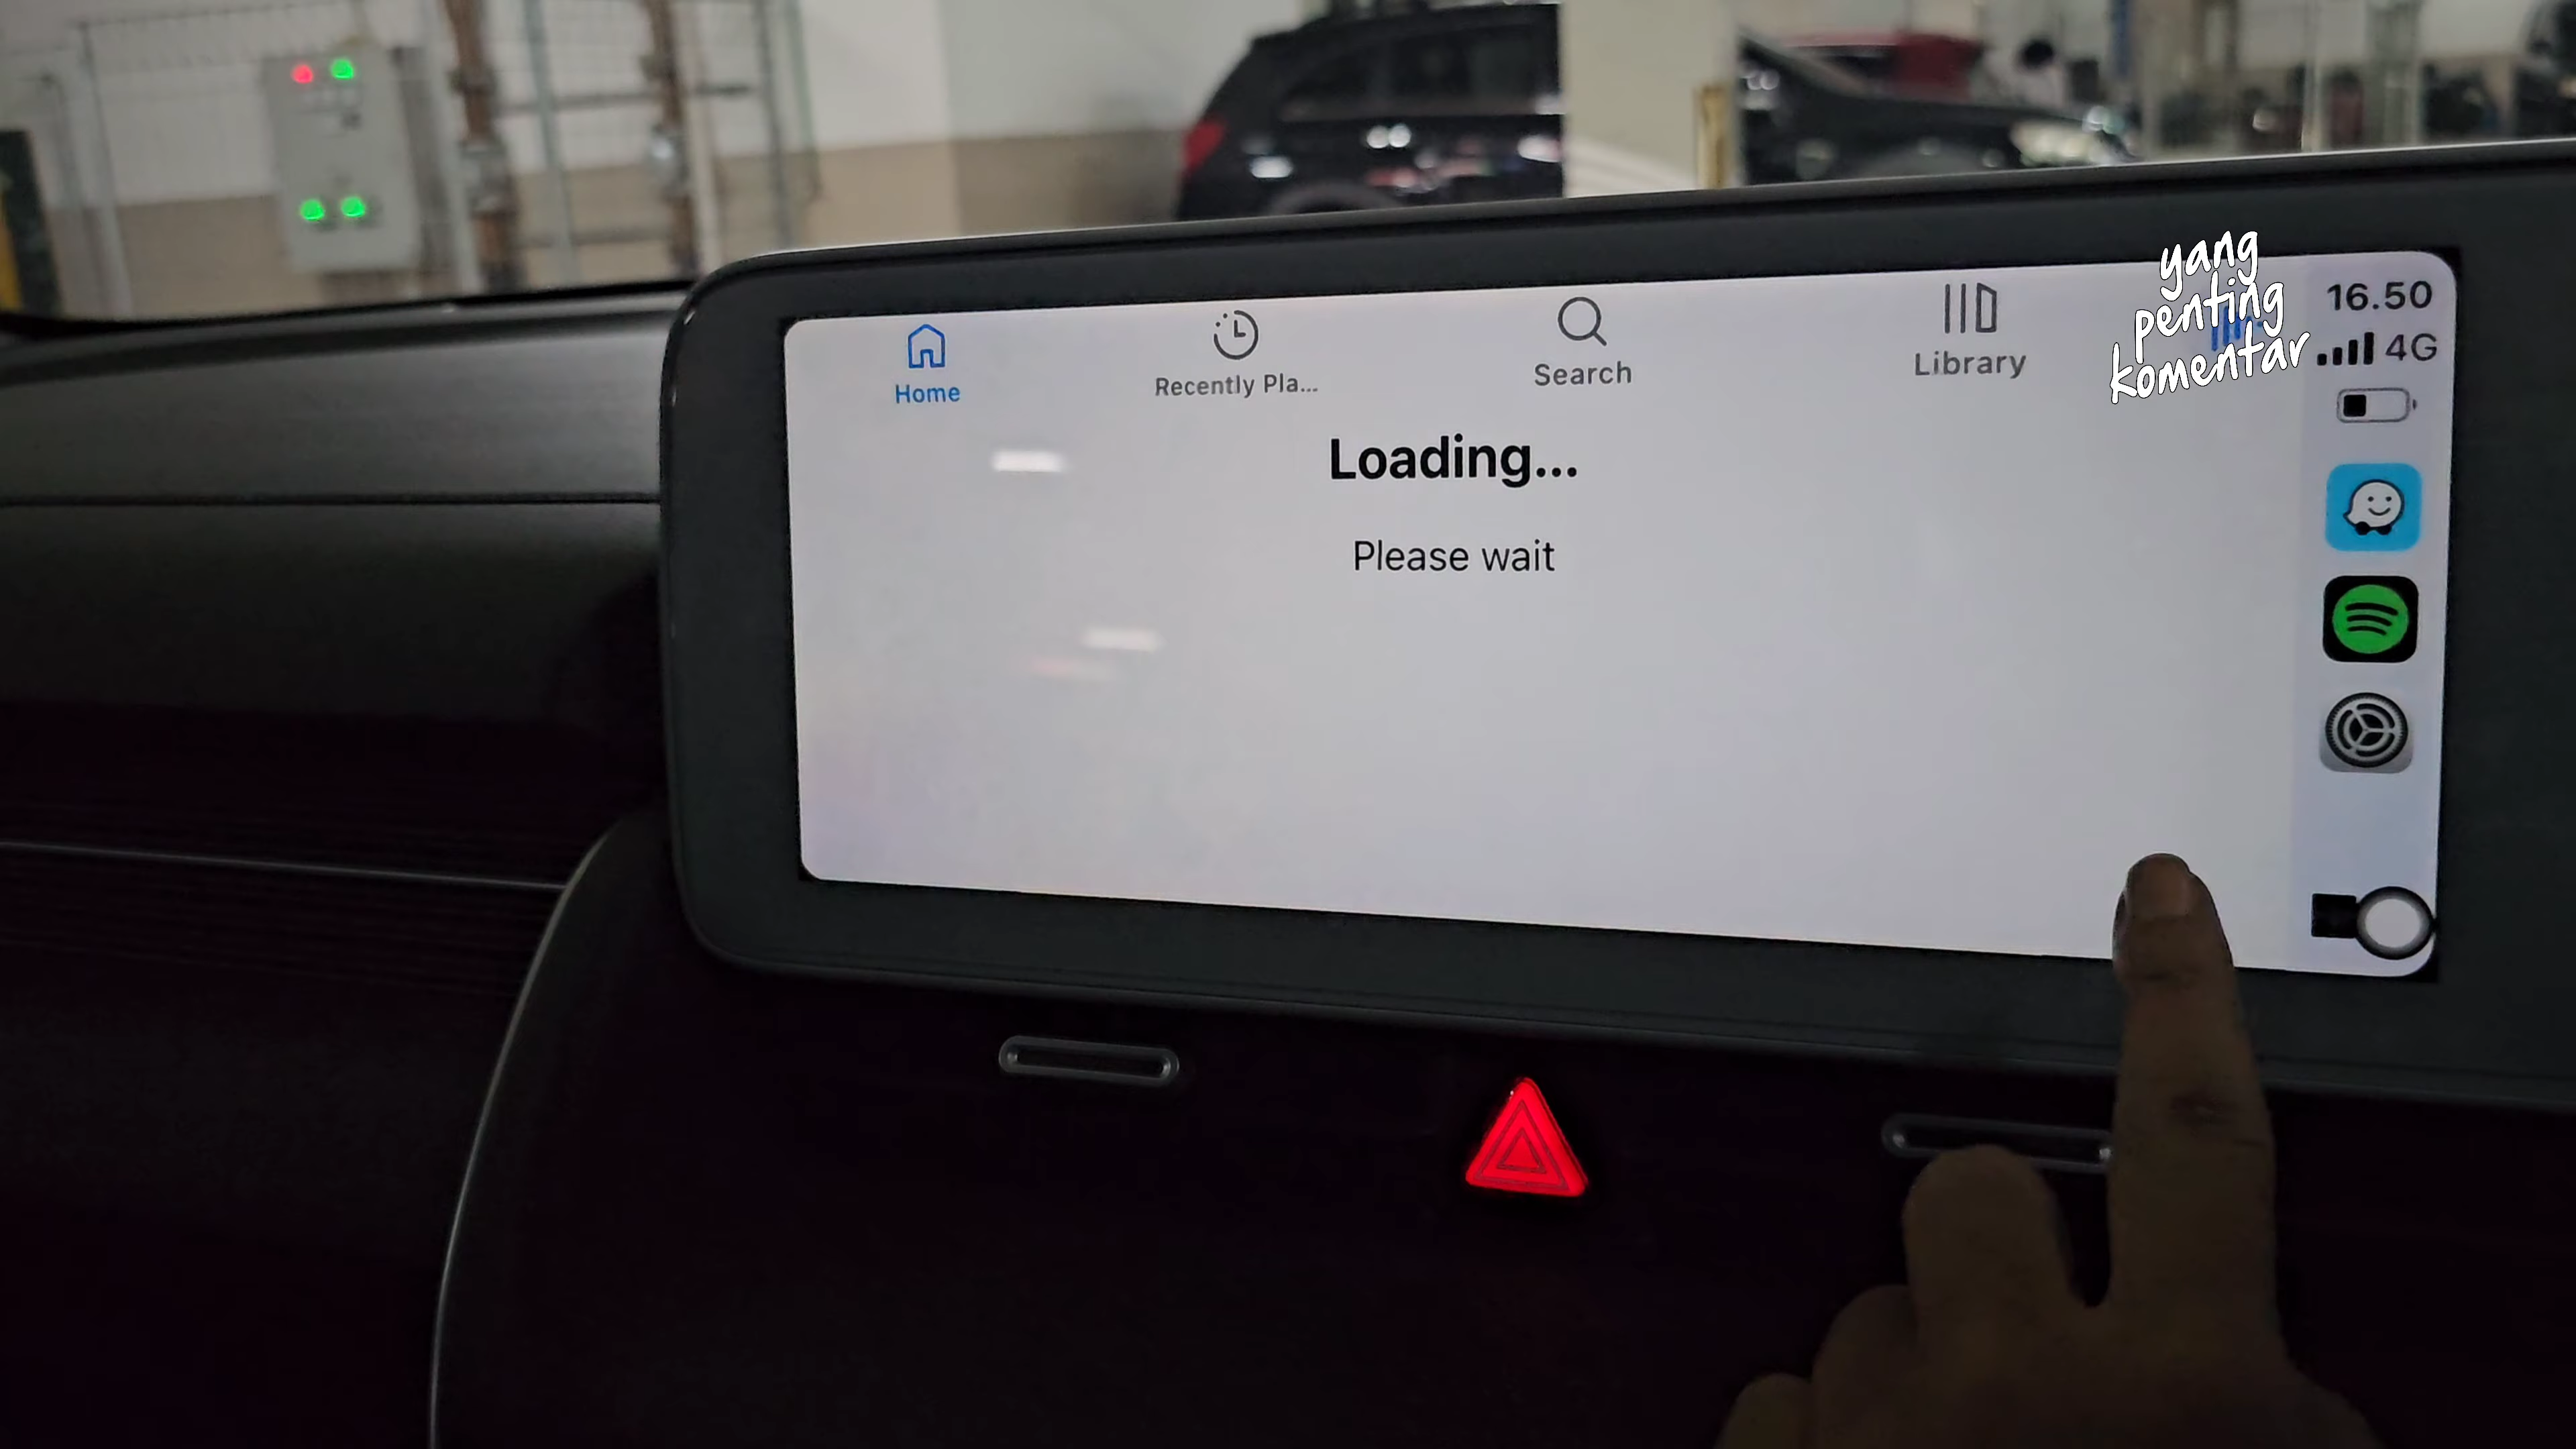 yang
penting
komentar
16.50
4G
Home
Recently Pla...
Search
Library
Loading...
Please wait